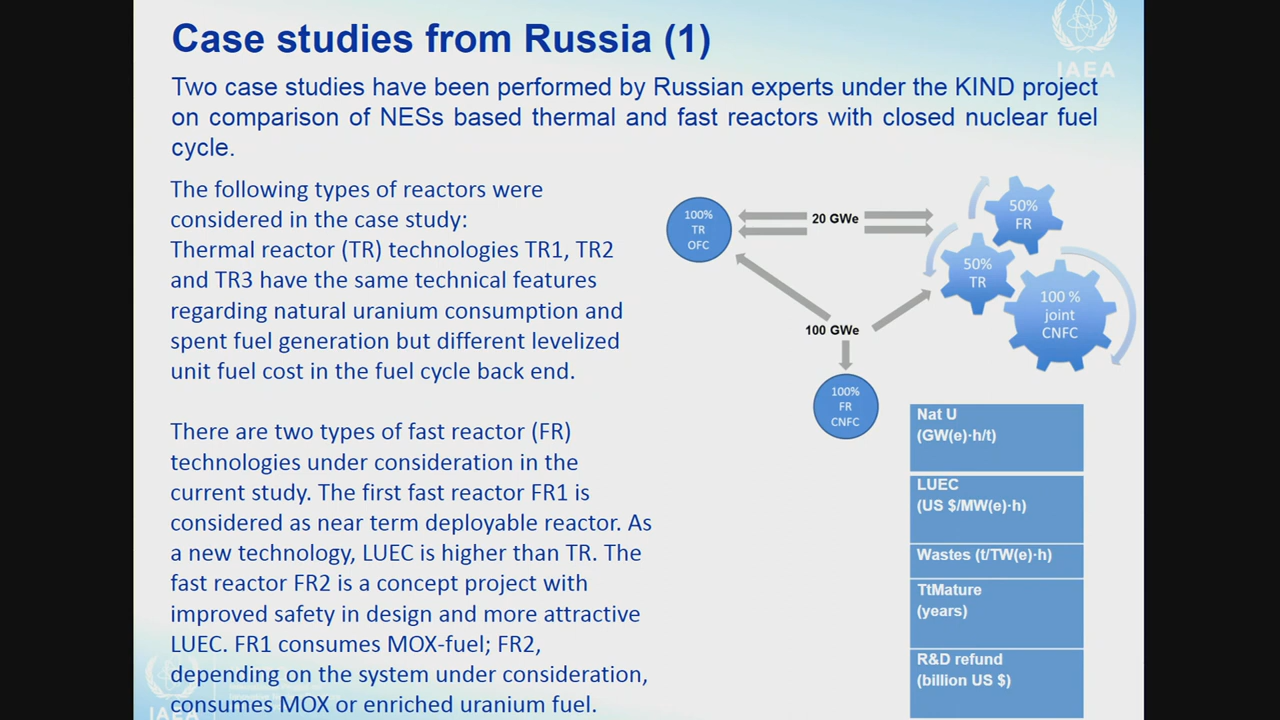 Case studies from Russia (1)
IAEA
Two case studies have been performed by Russian experts under the KIND project
on comparison of NESs based thermal and fast reactors with closed nuclear fuel
cycle.
The following types of reactors were
considered in the case study:
Thermal reactor (TR) technologies TR1, TR2
and TR3 have the same technical features
regarding natural uranium consumption and
spent fuel generation but different levelized
unit fuel cost in the fuel cycle back end.
There are two types of fast reactor (FR)
technologies under consideration in the
current study. The first fast reactor FR1 is
considered as near term deployable reactor. As
a new technology, LUEC is higher than TR. The
fast reactor FR2 is a concept project with
improved safety in design and more attractive
LUEC. FR1 consumes MOX-fuel; FR2,
depending on the system under consideration,
consumes MOX or enriched uranium fuel.
100%
TR
OFC
20 GWe
50%
FR
50%
TR
100 %
joint
CNFC
100 GWe
100%
FR
CNFC
Nat U
(GW(e)·h/t)
LUEC
(US $/MW(e)·h)
Wastes (t/TW(e)·h)
TtMature
(years)
R&D refund
(billion US $)
IAEA